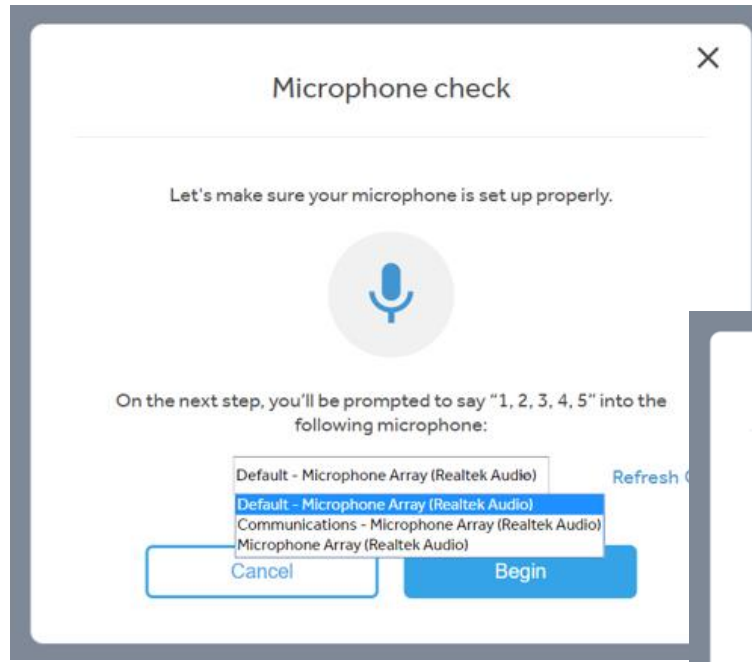 Microphone check
Let's make sure your microphone is set up properly.
On the next step, you'll be prompted to say "1, 2, 3, 4, 5" into the
following microphone:
Default - Microphone Array (Realtek Audio)
Refresh
Default - Microphone Array (Realtek Audio)
Communications - Microphone Array (Realtek Audio)
Microphone Array (Realtek Audio)
Cancel
Begin